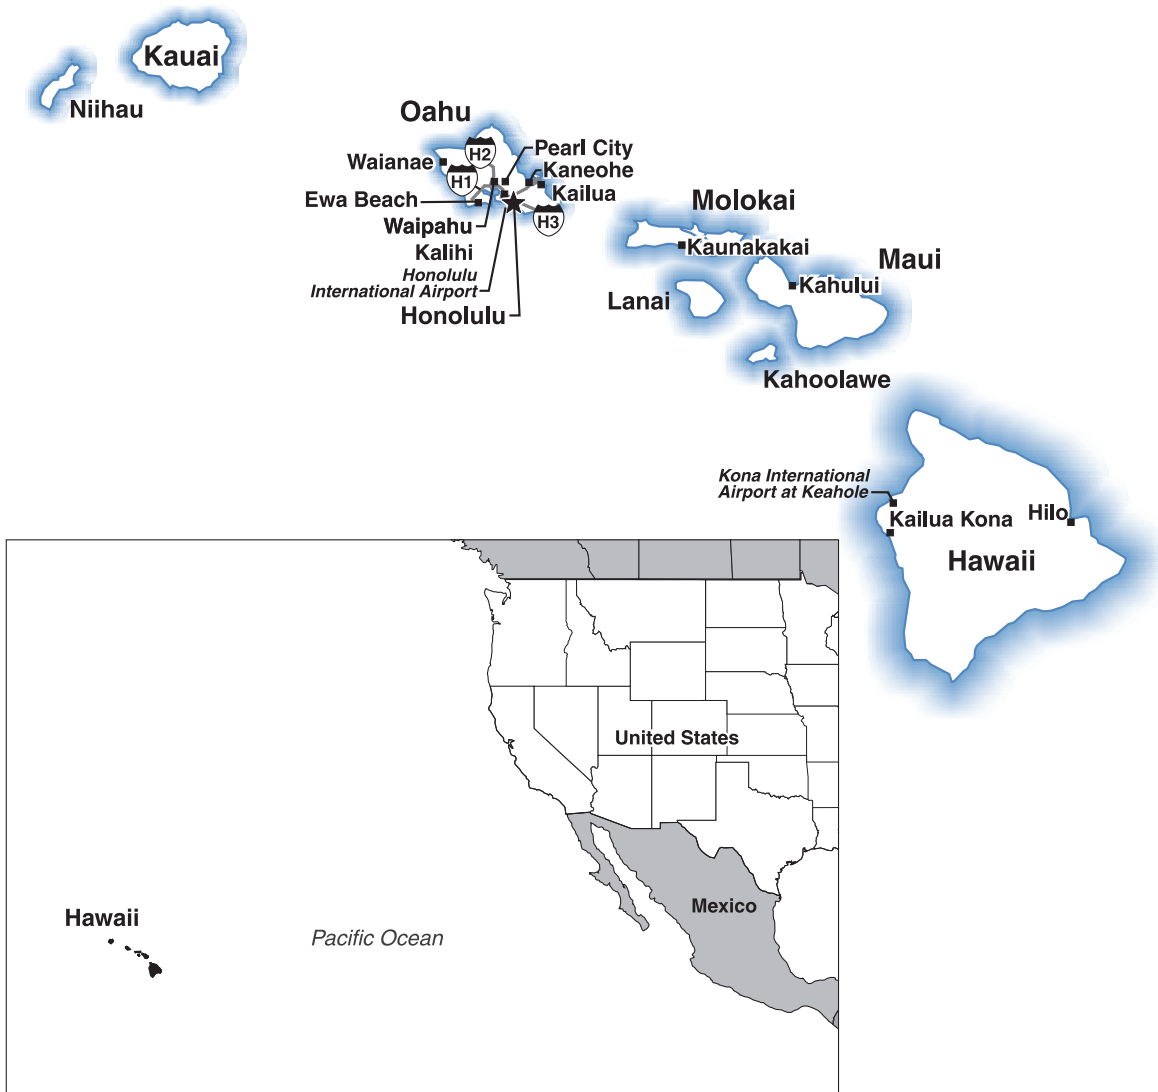 Kauai
Niihau
Oahu
H2
Pearl City
Waianae
Kaneohe
H1
Kailua
Ewa Beach
Waipahu
H3
Kalihi
Honolulu
International Airport
Honolulu
Molokai
Kaunakakai
Maui
Kahului
Lanai
Kahoolawe
Kona International
Airport at Keahole
Kailua Kona
Hilo
Hawaii
United States
Mexico
Hawaii
Pacific Ocean